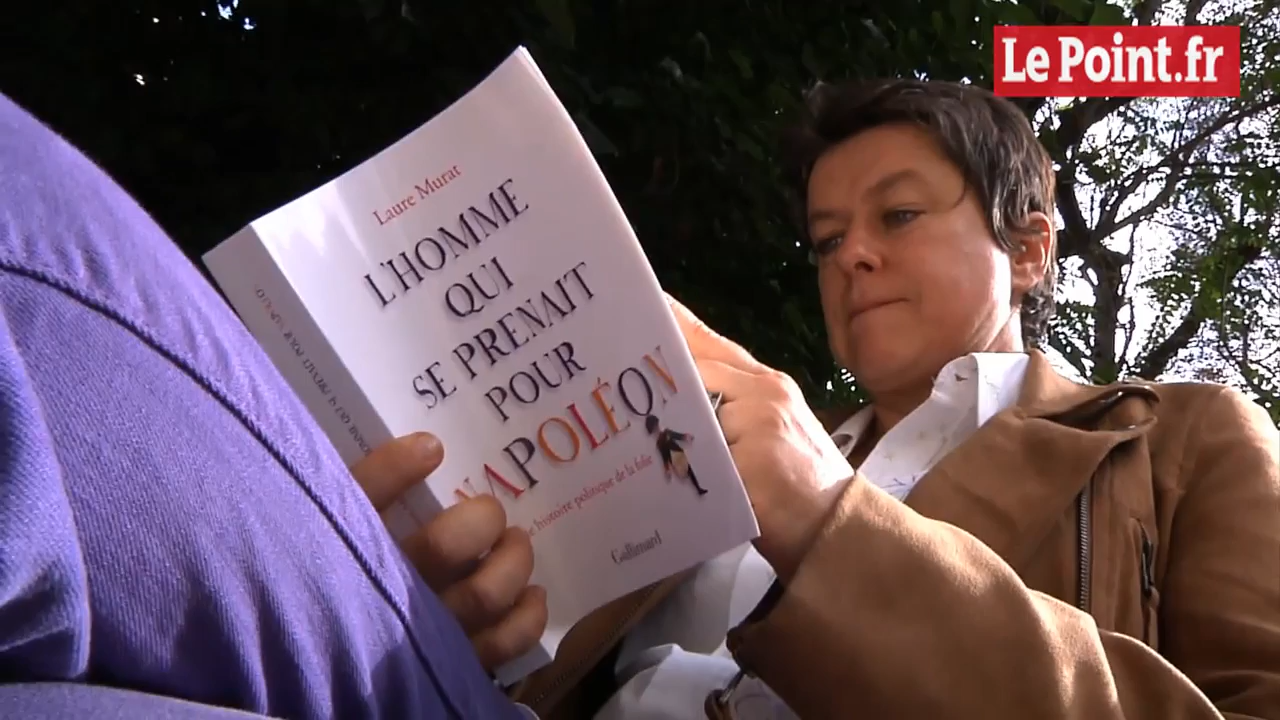 Le Point.fr
Laure Murat
L'HOMME
QUI
SE PRENAIT
POUR
NAPOLÉON
histoire politique de la folie
Gallimard